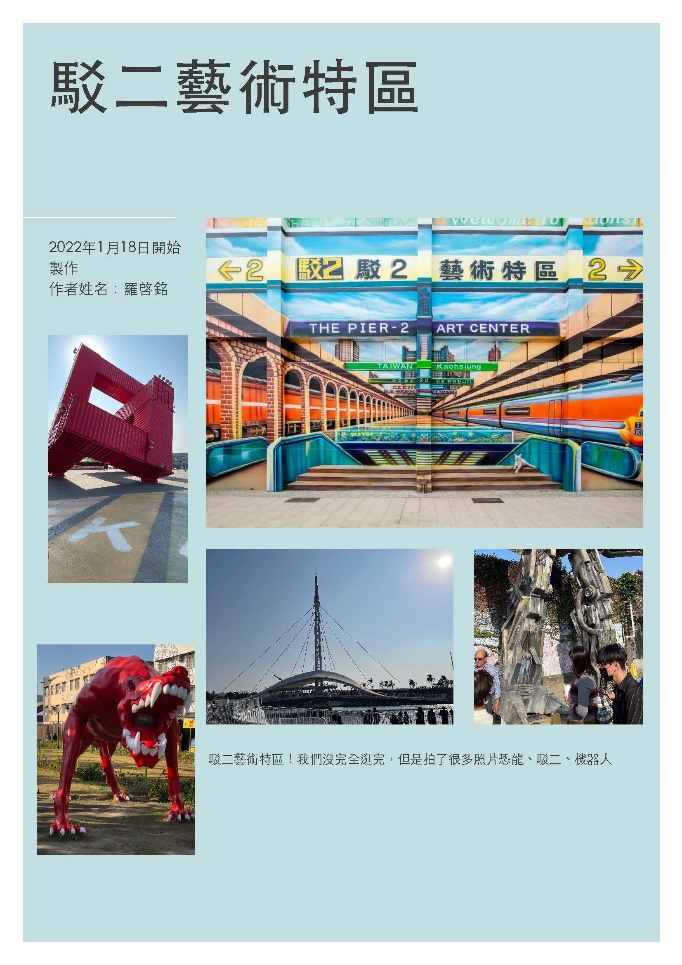 駁二藝術特區
2022年1月18日開始
製作
作者姓名：羅啓銘
Welcome to
←2 駁2 駁2 藝術特區 2→
THE PIER-2 ART CENTER
TAIWAN Kaohsiung
K
駁二藝術特區！我們沒完全逛完，但是拍了很多照片恐龍、駁二、機器人